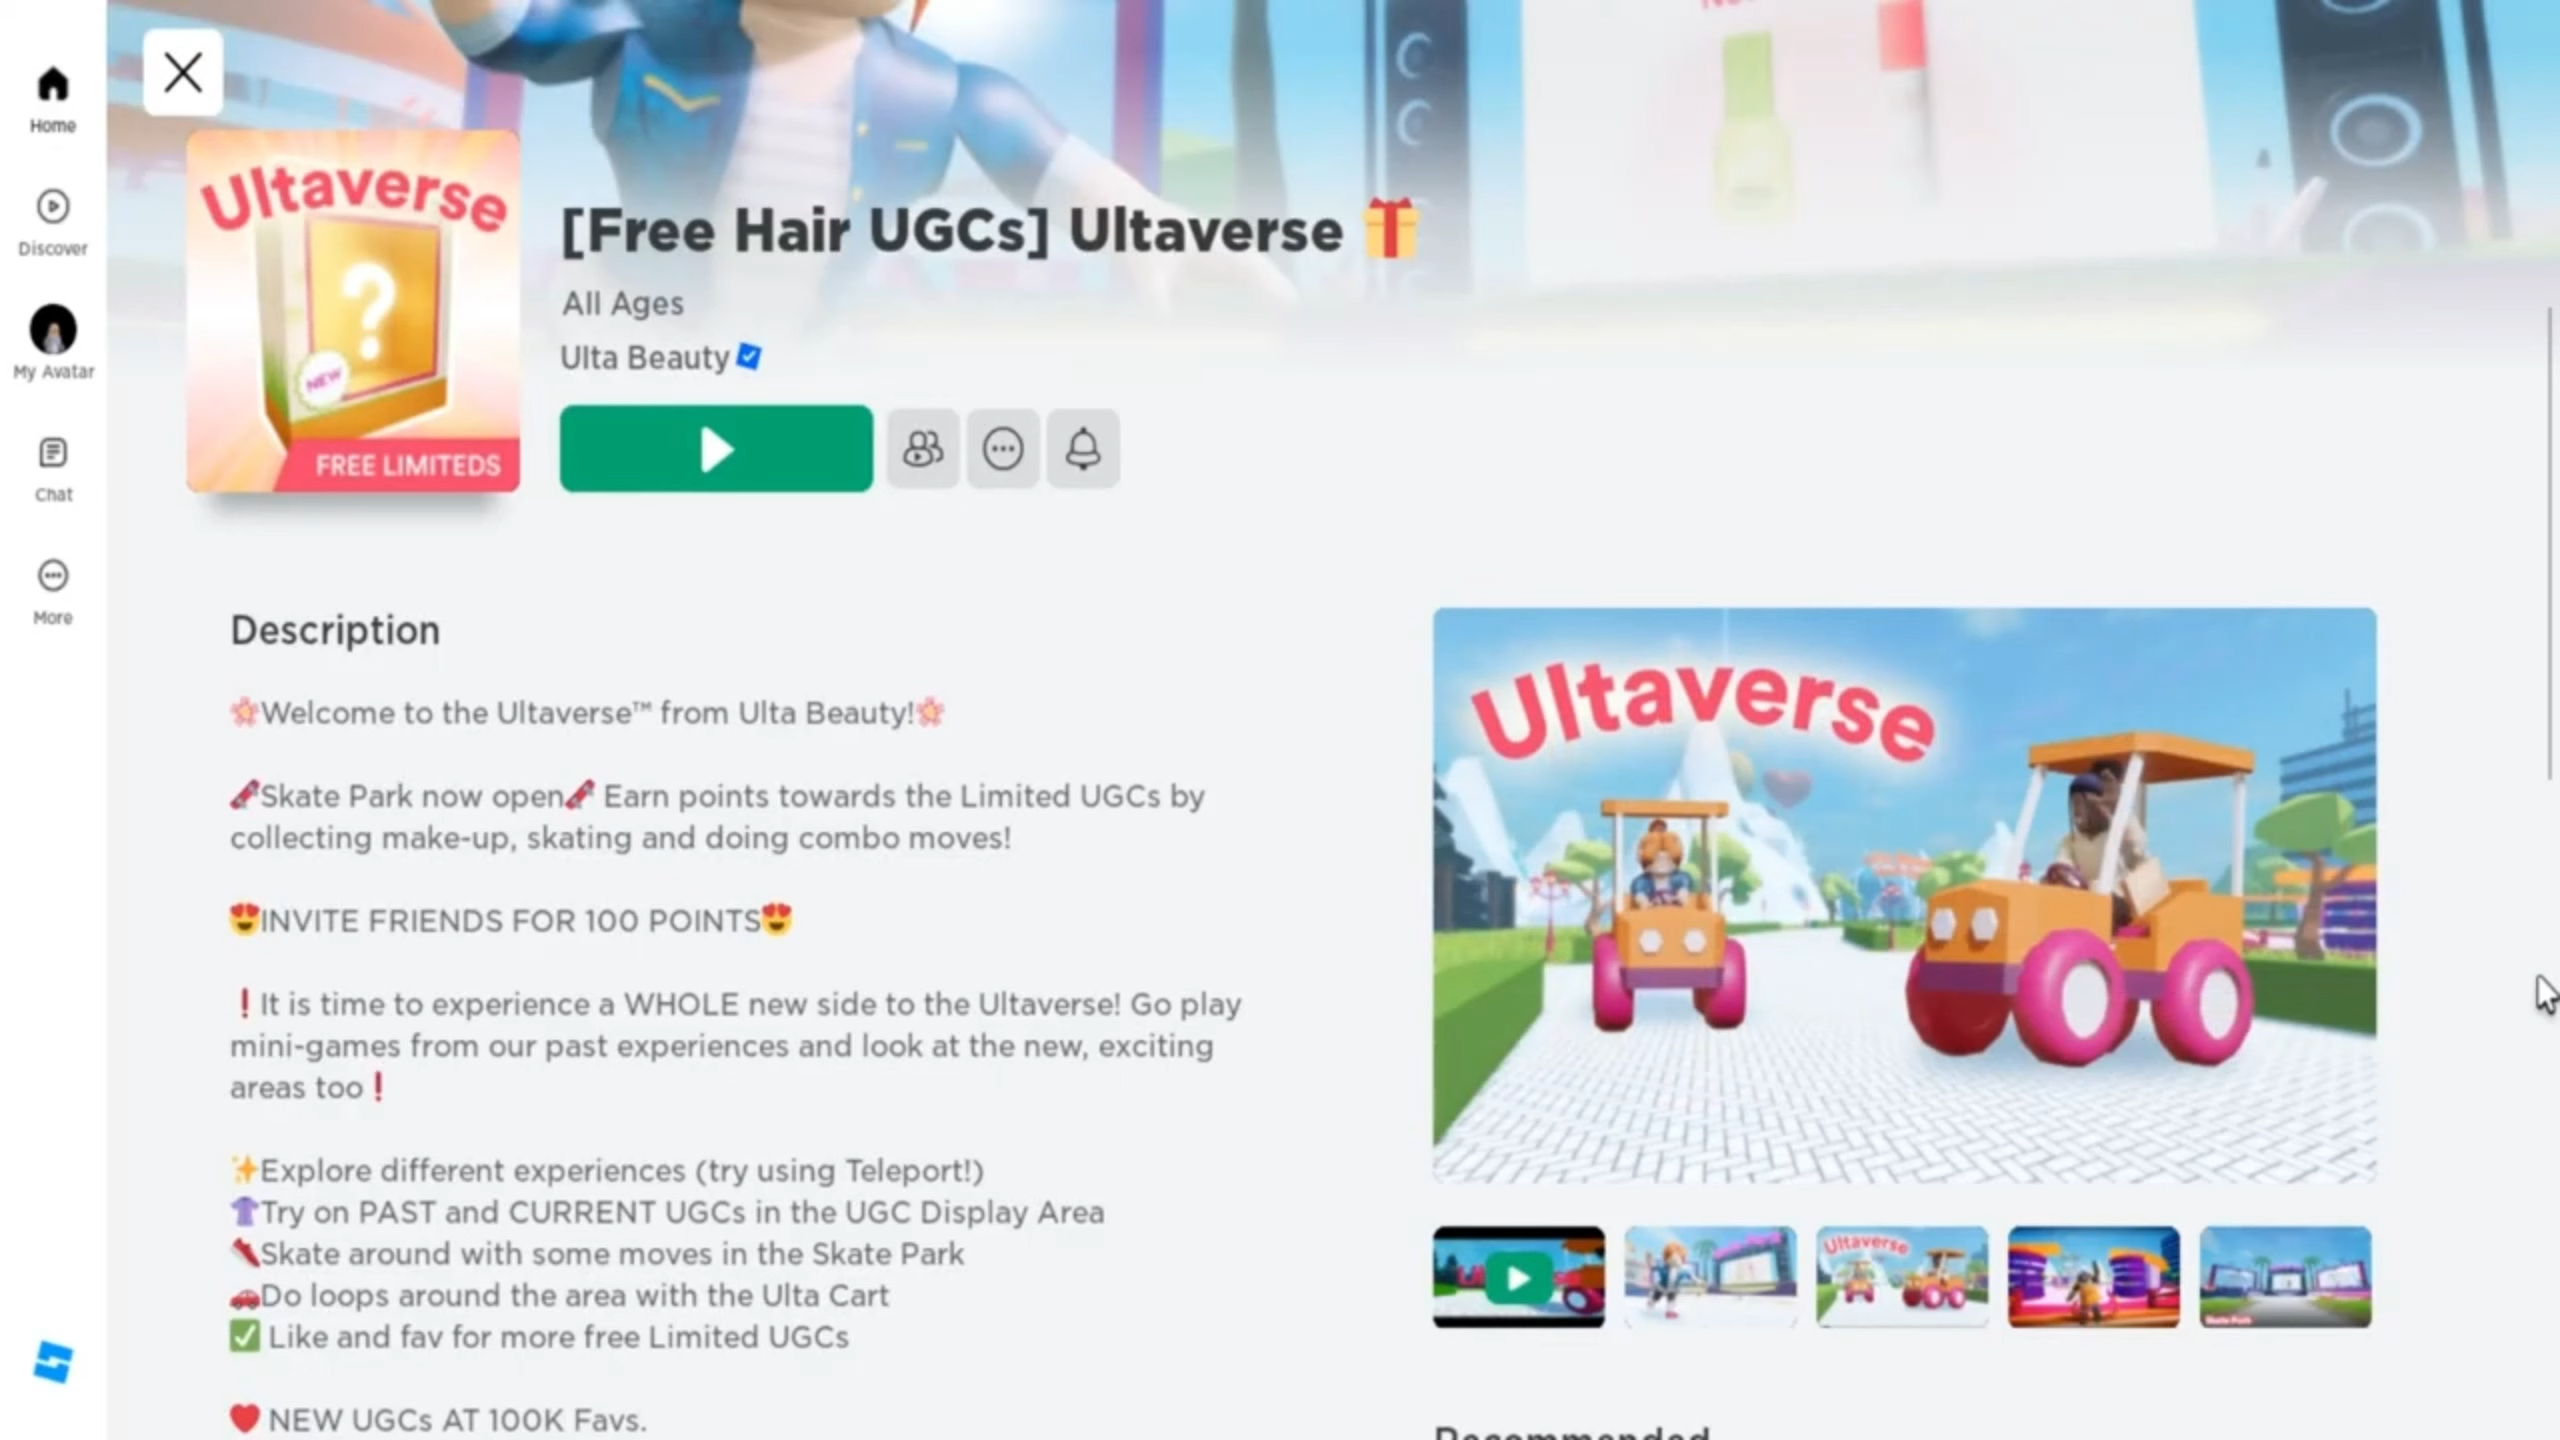 Home
Discover
My Avatar
Chat
More
Ultaverse
?
NEW
FREE LIMITEDS
[Free Hair UGCs] Ultaverse 🎁
All Ages
Ulta Beauty
Description
🌸Welcome to the Ultaverse™ from Ulta Beauty!🌸
🛹Skate Park now open🛹 Earn points towards the Limited UGCs by
collecting make-up, skating and doing combo moves!
😍INVITE FRIENDS FOR 100 POINTS😍
❗It is time to experience a WHOLE new side to the Ultaverse! Go play
mini-games from our past experiences and look at the new, exciting
areas too❗
✨Explore different experiences (try using Teleport!)
👚Try on PAST and CURRENT UGCs in the UGC Display Area
👠Skate around with some moves in the Skate Park
🚗Do loops around the area with the Ulta Cart
✅ Like and fav for more free Limited UGCs
❤️ NEW UGCs AT 100K Favs.
Ultaverse
Ultaverse
Skate Park
Recommended